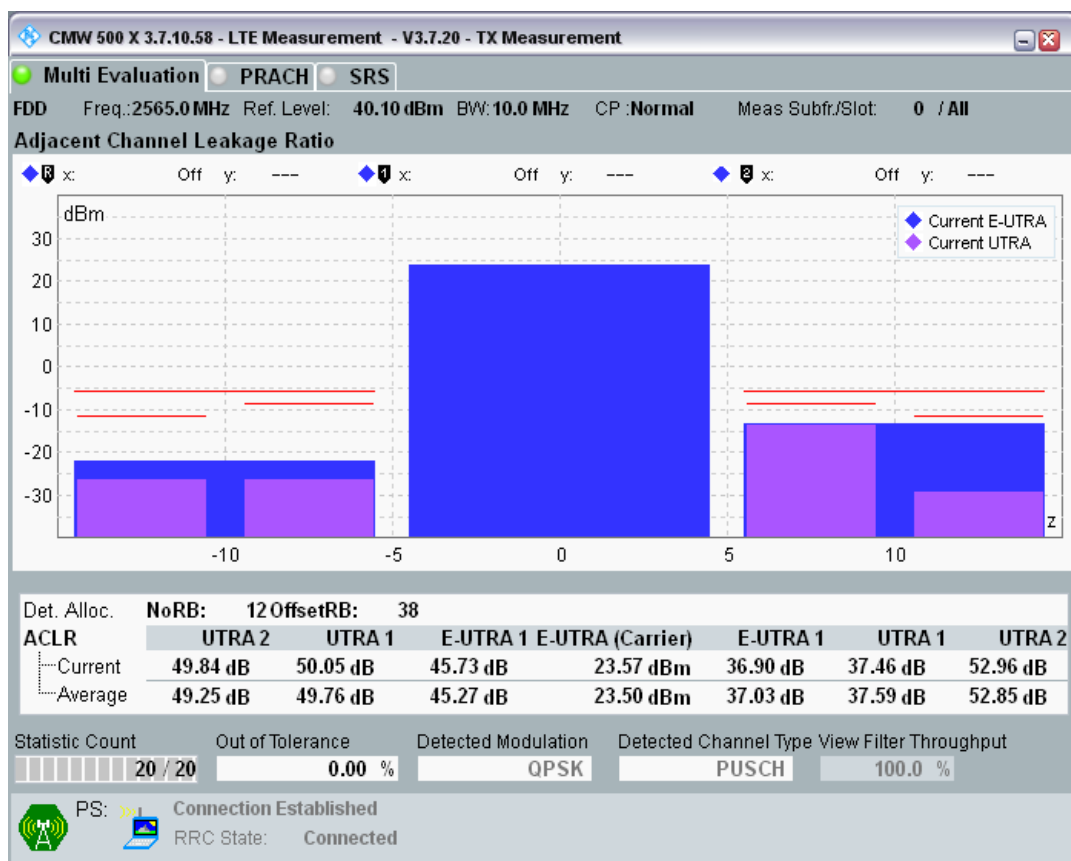 CMW 500 X 3.7.10.58 - LTE Measurement - V3.7.20 - TX Measurement
Multi Evaluation PRACH SRS
FDD Freq.:2565.0 MHz Ref. Level: 40.10 dBm BW:10.0 MHz CP :Normal Meas Subfr./Slot: 0 / All
Adjacent Channel Leakage Ratio
R x: Off y: --- 1 x: Off y: --- 2 x: Off y: ---
dBm
Current E-UTRA
Current UTRA
30
20
10
0
-10
-20
-30
z
-10 -5 0 5 10
Det. Alloc. NoRB: 12 OffsetRB: 38
ACLR UTRA 2 UTRA 1 E-UTRA 1 E-UTRA (Carrier) E-UTRA 1 UTRA 1 UTRA 2
Current 49.84 dB 50.05 dB 45.73 dB 23.57 dBm 36.90 dB 37.46 dB 52.96 dB
Average 49.25 dB 49.76 dB 45.27 dB 23.50 dBm 37.03 dB 37.59 dB 52.85 dB
Statistic Count Out of Tolerance Detected Modulation Detected Channel Type View Filter Throughput
20 / 20 0.00 % QPSK PUSCH 100.0 %
PS: Connection Established
RRC State: Connected